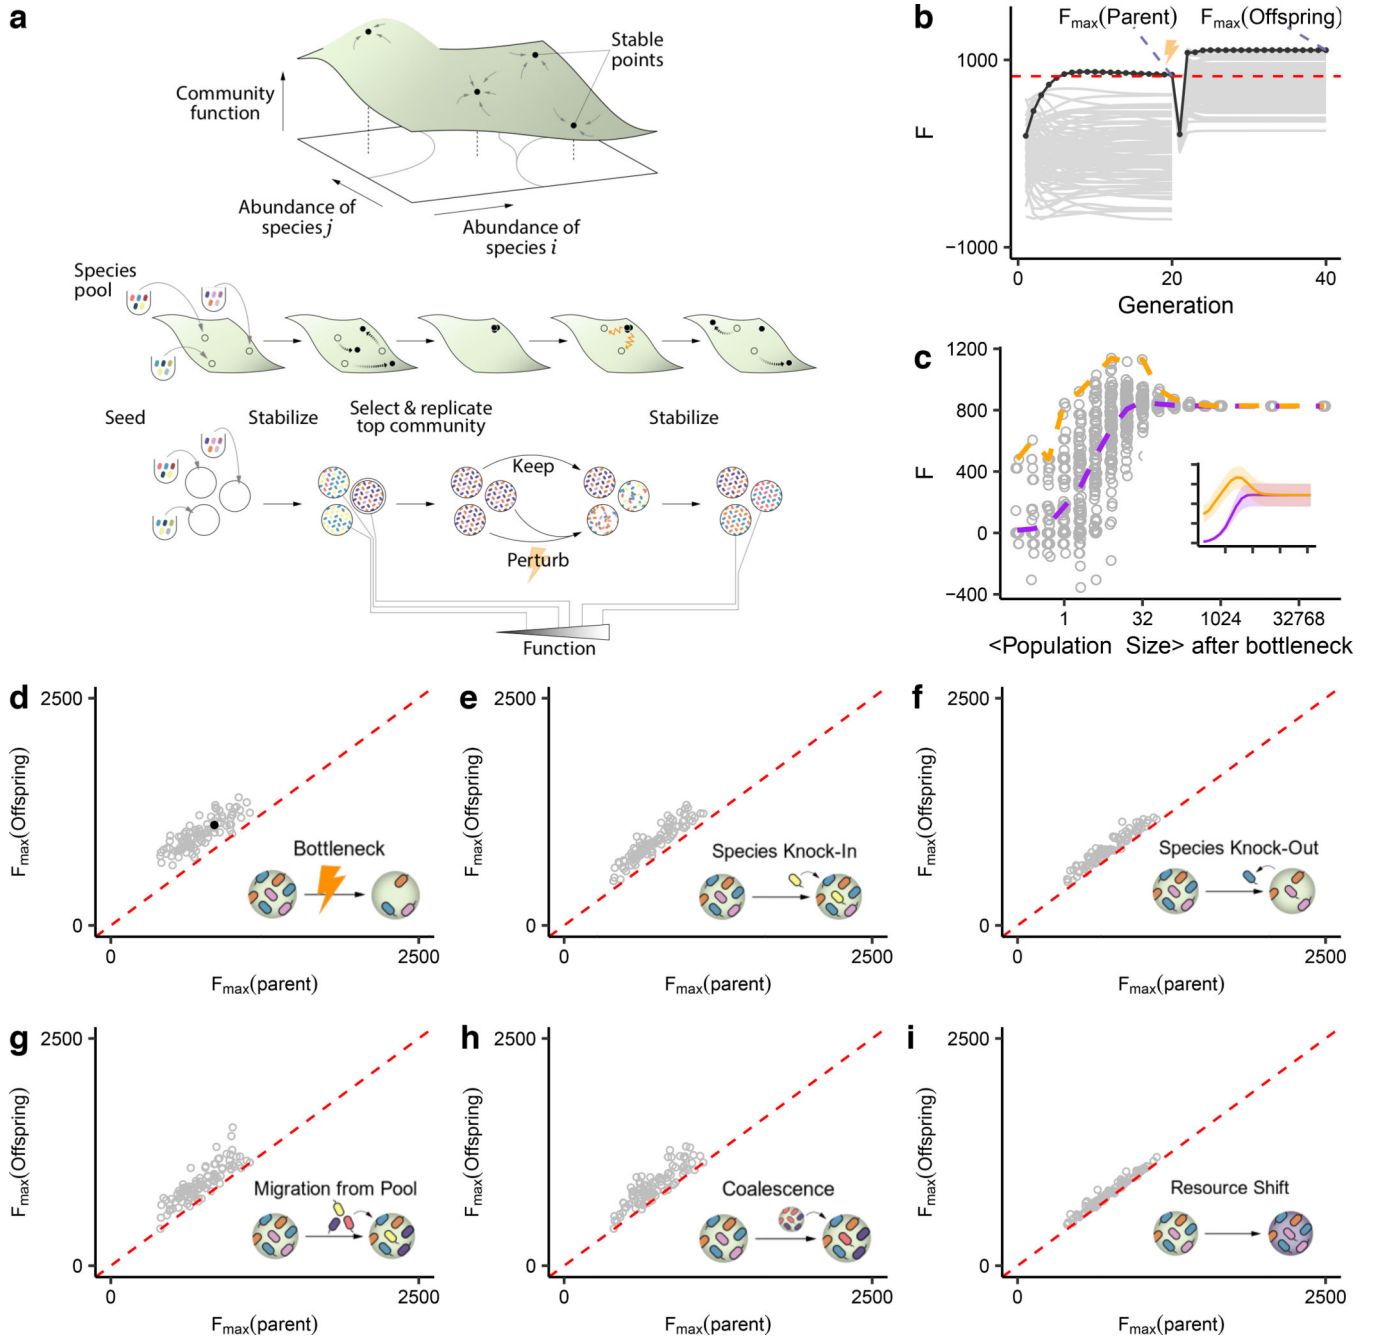 a
Community
function
Stable
points
Abundance of
species j
Abundance of
species i
Species
pool
Seed
Stabilize
Select & replicate
top community
Stabilize
Keep
Perturb
Function
b
Fmax(Parent)
Fmax(Offspring)
F
1000
−1000
0
20
40
Generation
c
F
1200
800
400
0
−400
1
32
1024
32768
<Population Size> after bottleneck
d
Fmax(Offspring)
2500
0
Bottleneck
0
2500
Fmax(parent)
e
Fmax(Offspring)
2500
0
Species Knock-In
0
2500
Fmax(parent)
f
Fmax(Offspring)
2500
0
Species Knock-Out
0
2500
Fmax(parent)
g
Fmax(Offspring)
2500
0
Migration from Pool
0
2500
Fmax(parent)
h
Fmax(Offspring)
2500
0
Coalescence
0
2500
Fmax(parent)
i
Fmax(Offspring)
2500
0
Resource Shift
0
2500
Fmax(parent)